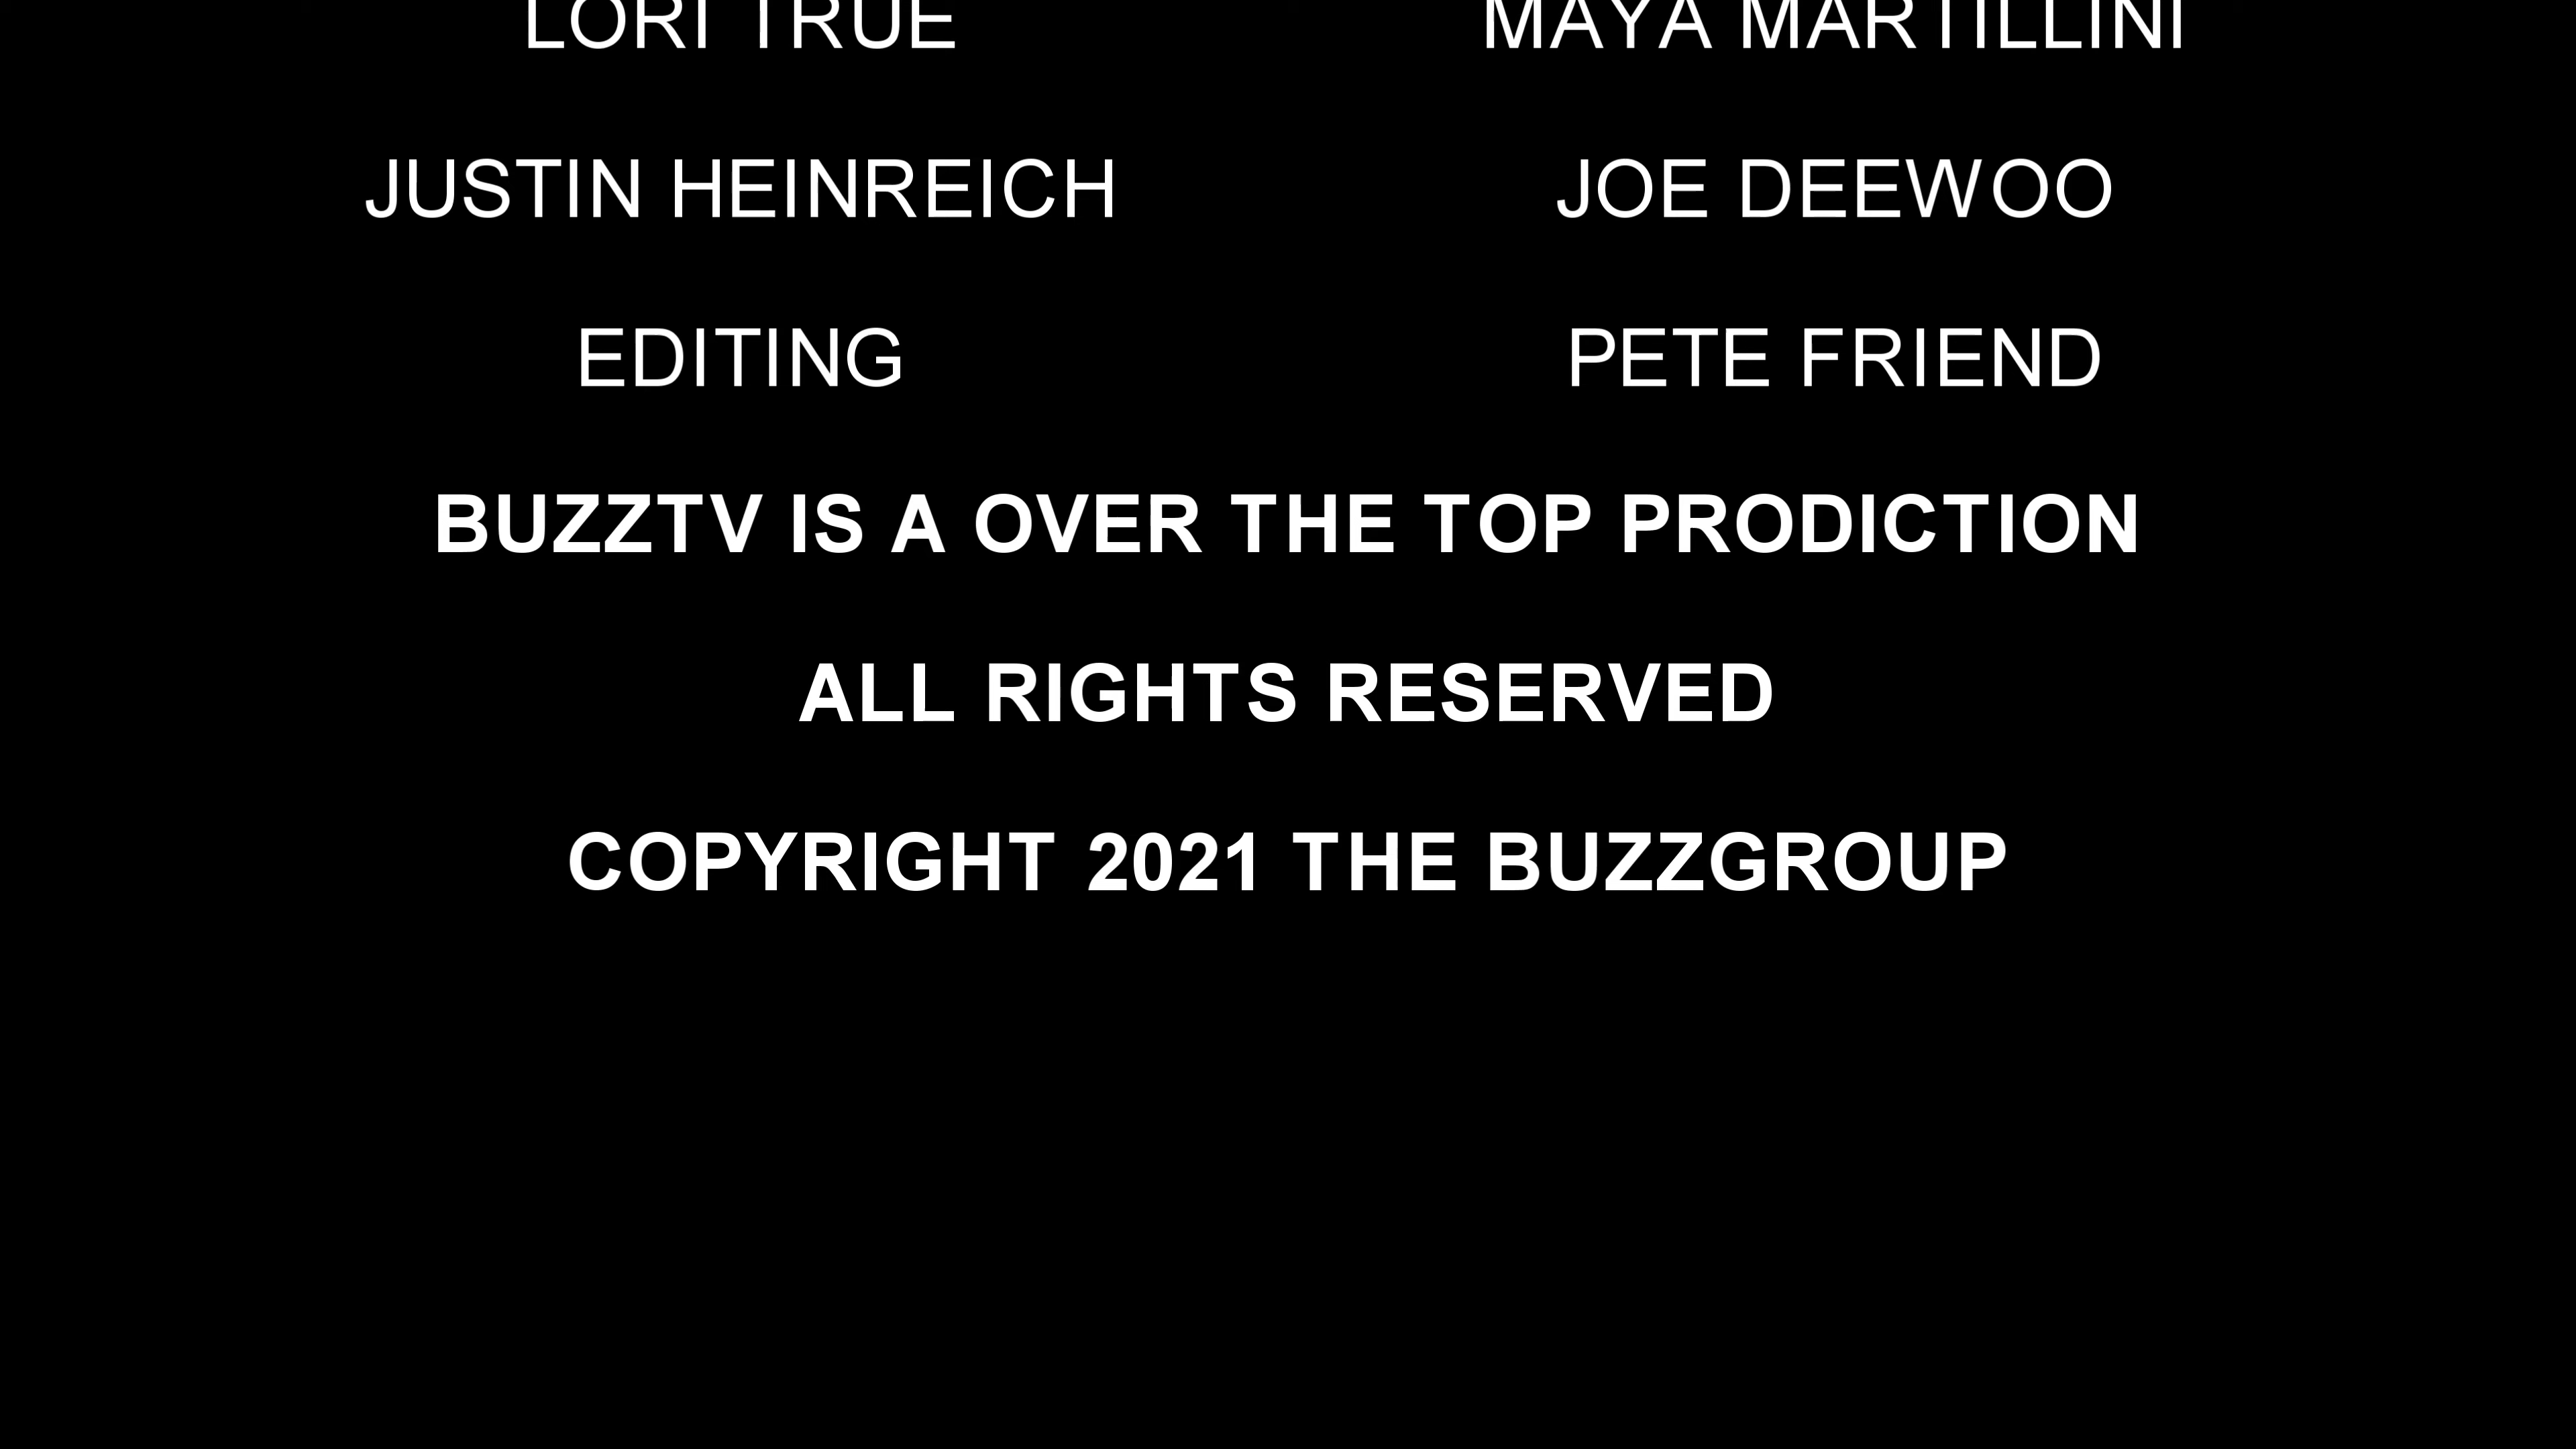 LORI TRUE MAYA MARTILLINI
JUSTIN HEINREICH JOE DEEWOO
EDITING PETE FRIEND
BUZZTV IS A OVER THE TOP PRODICTION
ALL RIGHTS RESERVED
COPYRIGHT 2021 THE BUZZGROUP